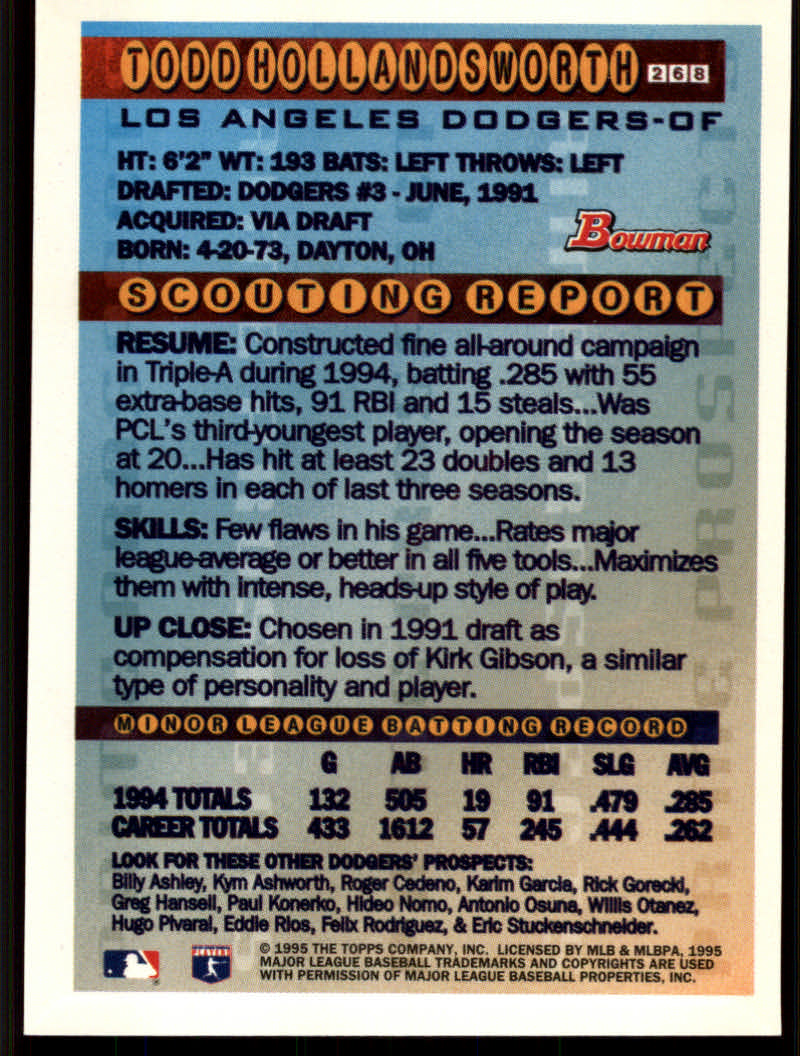 TODD HOLLANDSWORTH 268
LOS ANGELES DODGERS-OF
HT: 6'2" WT: 193 BATS: LEFT THROWS: LEFT
DRAFTED: DODGERS #3 - JUNE, 1991
ACQUIRED: VIA DRAFT
BORN: 4-20-73, DAYTON, OH
Bowman
SCOUTING REPORT
RESUME: Constructed fine all-around campaign
in Triple-A during 1994, batting .285 with 55
extra-base hits, 91 RBI and 15 steals...Was
PCL's third-youngest player, opening the season
at 20...Has hit at least 23 doubles and 13
homers in each of last three seasons.
SKILLS: Few flaws in his game...Rates major
league-average or better in all five tools...Maximizes
them with intense, heads-up style of play.
UP CLOSE: Chosen in 1991 draft as
compensation for loss of Kirk Gibson, a similar
type of personality and player.
MINOR LEAGUE BATTING RECORD
G AB HR RBI SLG AVG
1994 TOTALS 132 505 19 91 .479 .285
CAREER TOTALS 433 1612 57 245 .444 .262
LOOK FOR THESE OTHER DODGERS' PROSPECTS:
Billy Ashley, Kym Ashworth, Roger Cedeno, Karim Garcia, Rick Gorecki,
Greg Hansell, Paul Konerko, Hideo Nomo, Antonio Osuna, Willis Otanez,
Hugo Pivaral, Eddie Rios, Felix Rodriguez, & Eric Stuckenschneider.
PLAYERS
© 1995 THE TOPPS COMPANY, INC. LICENSED BY MLB & MLBPA, 1995
MAJOR LEAGUE BASEBALL TRADEMARKS AND COPYRIGHTS ARE USED
WITH PERMISSION OF MAJOR LEAGUE BASEBALL PROPERTIES, INC.